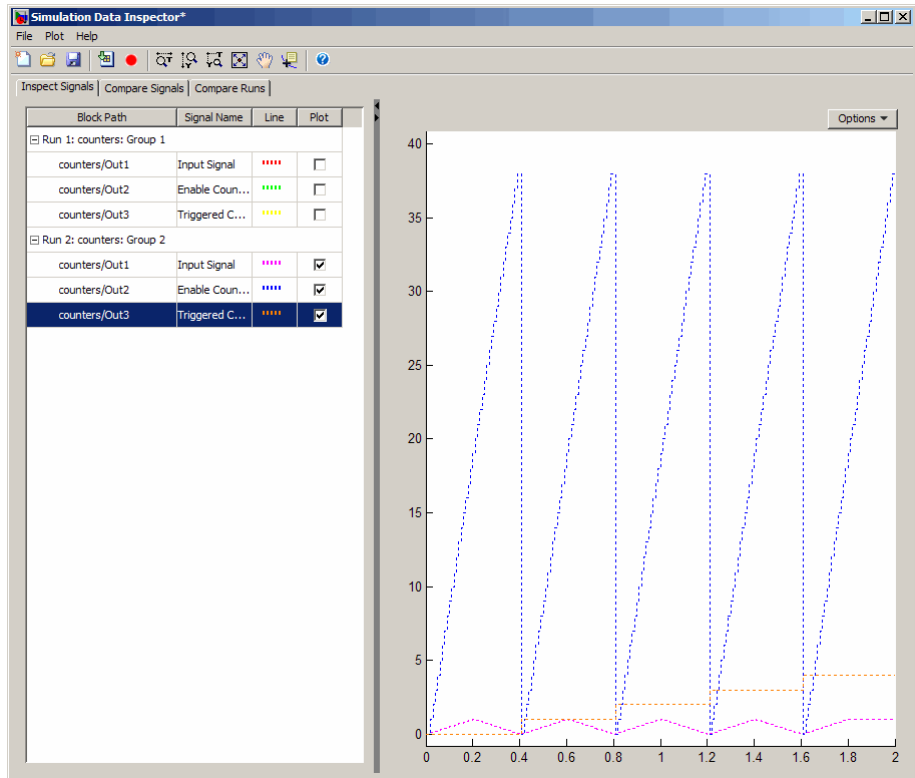 Simulation Data Inspector*
File Plot Help
Inspect Signals Compare Signals Compare Runs
Block Path Signal Name Line Plot
Run 1: counters: Group 1
counters/Out1 Input Signal
counters/Out2 Enable Coun...
counters/Out3 Triggered C...
Run 2: counters: Group 2
counters/Out1 Input Signal
counters/Out2 Enable Coun...
counters/Out3 Triggered C...
Options
40
35
30
25
20
15
10
5
0
0 0.2 0.4 0.6 0.8 1 1.2 1.4 1.6 1.8 2